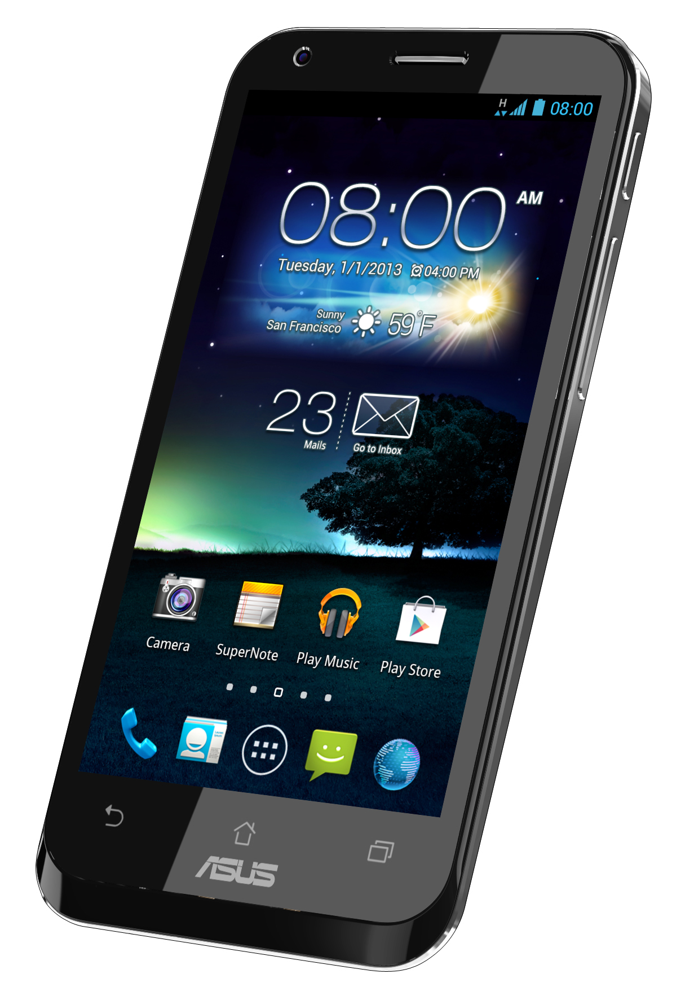 H 08:00
08:00 AM
Tuesday, 1/1/2013 04:00 PM
Sunny
San Francisco
59°F
23
Mails
Go to Inbox
Camera SuperNote Play Music Play Store
ASUS